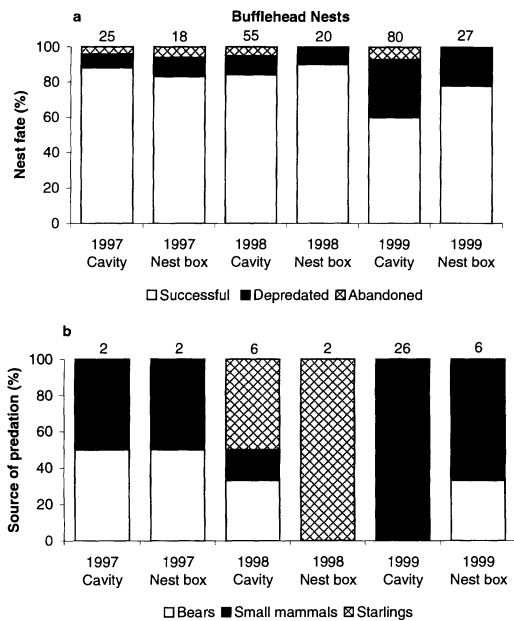 a
Bufflehead Nests
25 18 55 20 80 27
100
80
60
40
20
0
Nest fate (%)
1997 1997 1998 1998 1999 1999
Cavity Nest box Cavity Nest box Cavity Nest box
Successful Depredated Abandoned
b
2 2 6 2 26 6
100
80
60
40
20
0
Source of predation (%)
1997 1997 1998 1998 1999 1999
Cavity Nest box Cavity Nest box Cavity Nest box
Bears Small mammals Starlings